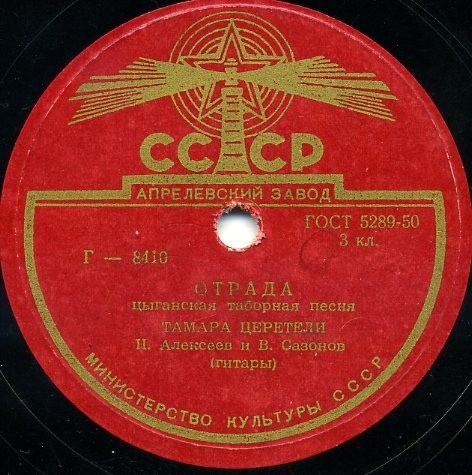 СССР
АПРЕЛЕВСКИЙ ЗАВОД
ГОСТ 5289-50
3 кл.
Г — 8410
ОТРАДА
цыганская таборная песня
ТАМАРА ЦЕРЕТЕЛИ
Н. Алексеев и В. Сазонов
(гитары)
МИНИСТЕРСТВО КУЛЬТУРЫ СССР